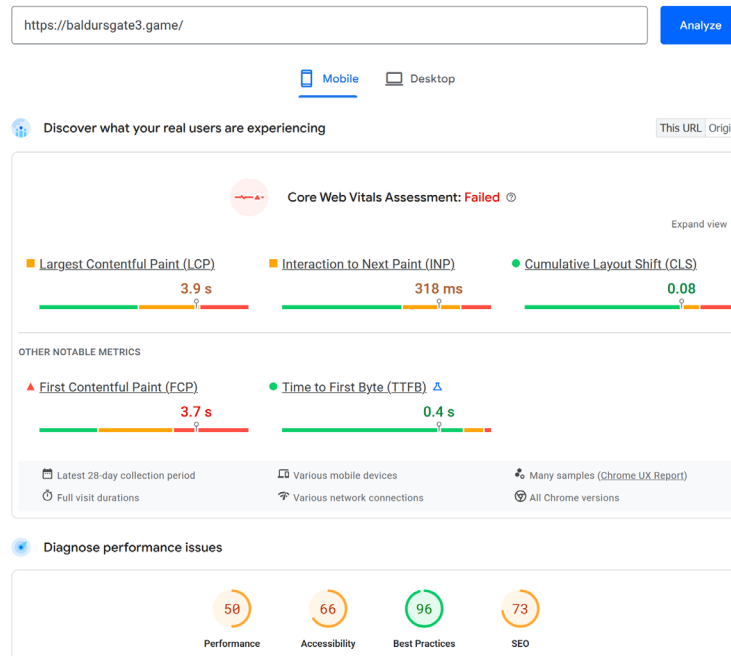 https://baldursgate3.game/ Analyze
Mobile Desktop
Discover what your real users are experiencing This URL Origi
Core Web Vitals Assessment: Failed
Expand view
Largest Contentful Paint (LCP) Interaction to Next Paint (INP) Cumulative Layout Shift (CLS)
3.9 s 318 ms 0.08
OTHER NOTABLE METRICS
First Contentful Paint (FCP) Time to First Byte (TTFB)
3.7 s 0.4 s
Latest 28-day collection period Various mobile devices Many samples (Chrome UX Report)
Full visit durations Various network connections All Chrome versions
Diagnose performance issues
50 66 96 73
Performance Accessibility Best Practices SEO